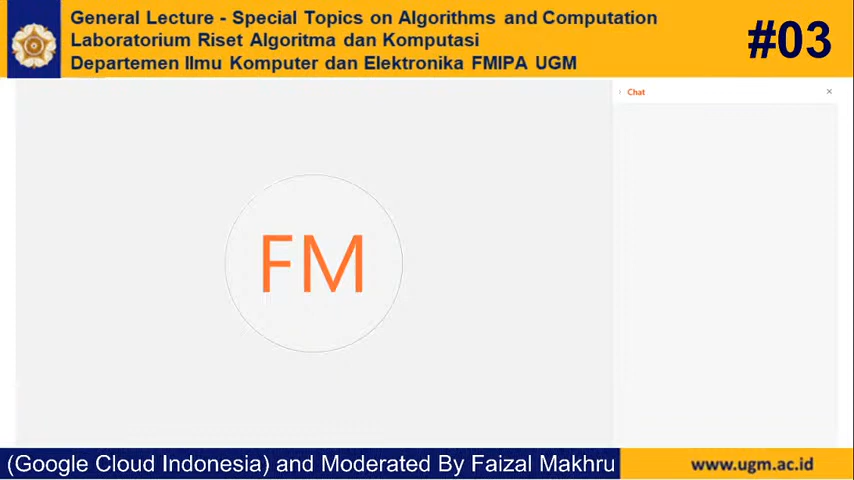 General Lecture - Special Topics on Algorithms and Computation
Laboratorium Riset Algoritma dan Komputasi
Departemen Ilmu Komputer dan Elektronika FMIPA UGM
#03
Chat
FM
(Google Cloud Indonesia) and Moderated By Faizal Makhru
www.ugm.ac.id